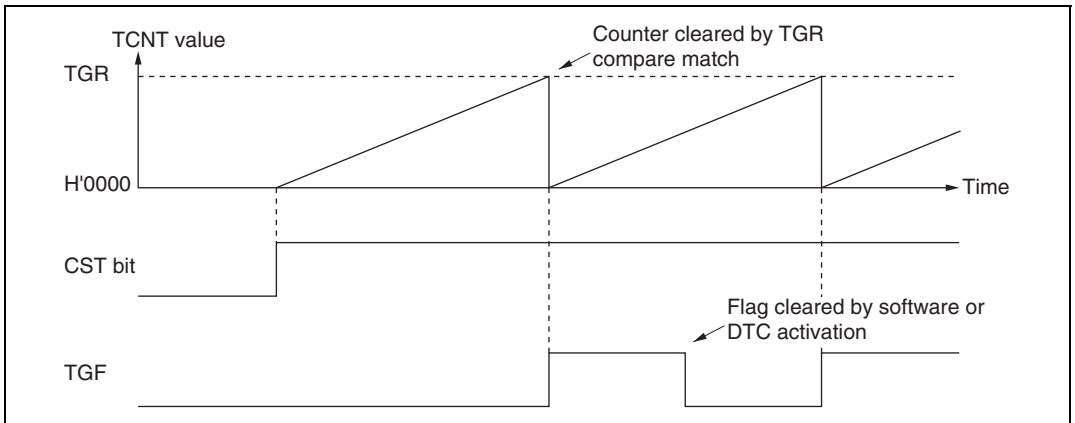 TCNT value
Counter cleared by TGR
compare match
TGR
H'0000
Time
CST bit
Flag cleared by software or
DTC activation
TGF